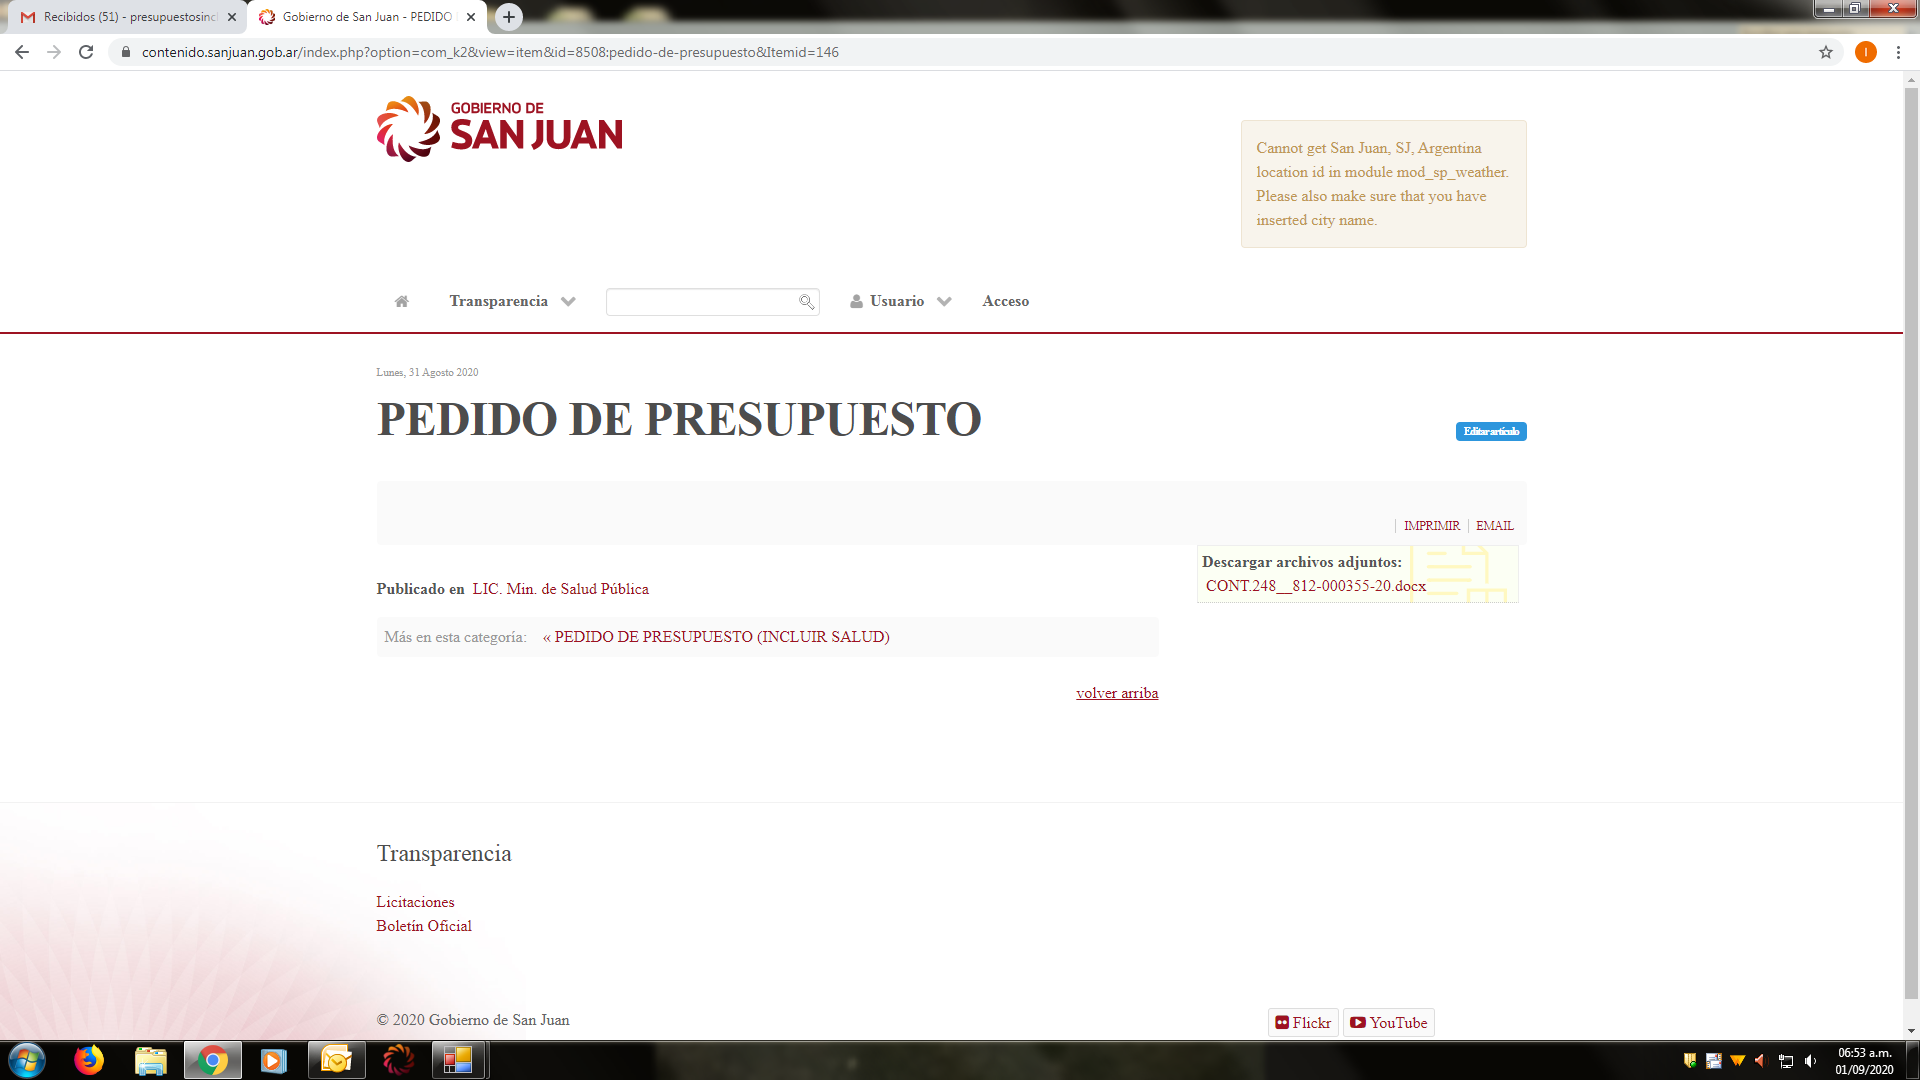 Recibidos (51) - presupuestosincl
Gobierno de San Juan - PEDIDO
contenido.sanjuan.gob.ar/index.php?option=com_k2&view=item&id=8508:pedido-de-presupuesto&Itemid=146
I
GOBIERNO DE
SAN JUAN
Cannot get San Juan, SJ, Argentina
location id in module mod_sp_weather.
Please also make sure that you have
inserted city name.
Transparencia
Usuario
Acceso
Lunes, 31 Agosto 2020
PEDIDO DE PRESUPUESTO
Editar artículo
IMPRIMIR
EMAIL
Descargar archivos adjuntos:
CONT.248__812-000355-20.docx
Publicado en LIC. Min. de Salud Pública
Más en esta categoría: « PEDIDO DE PRESUPUESTO (INCLUIR SALUD)
volver arriba
Transparencia
Licitaciones
Boletín Oficial
© 2020 Gobierno de San Juan
Flickr
YouTube
06:53 a.m.
01/09/2020